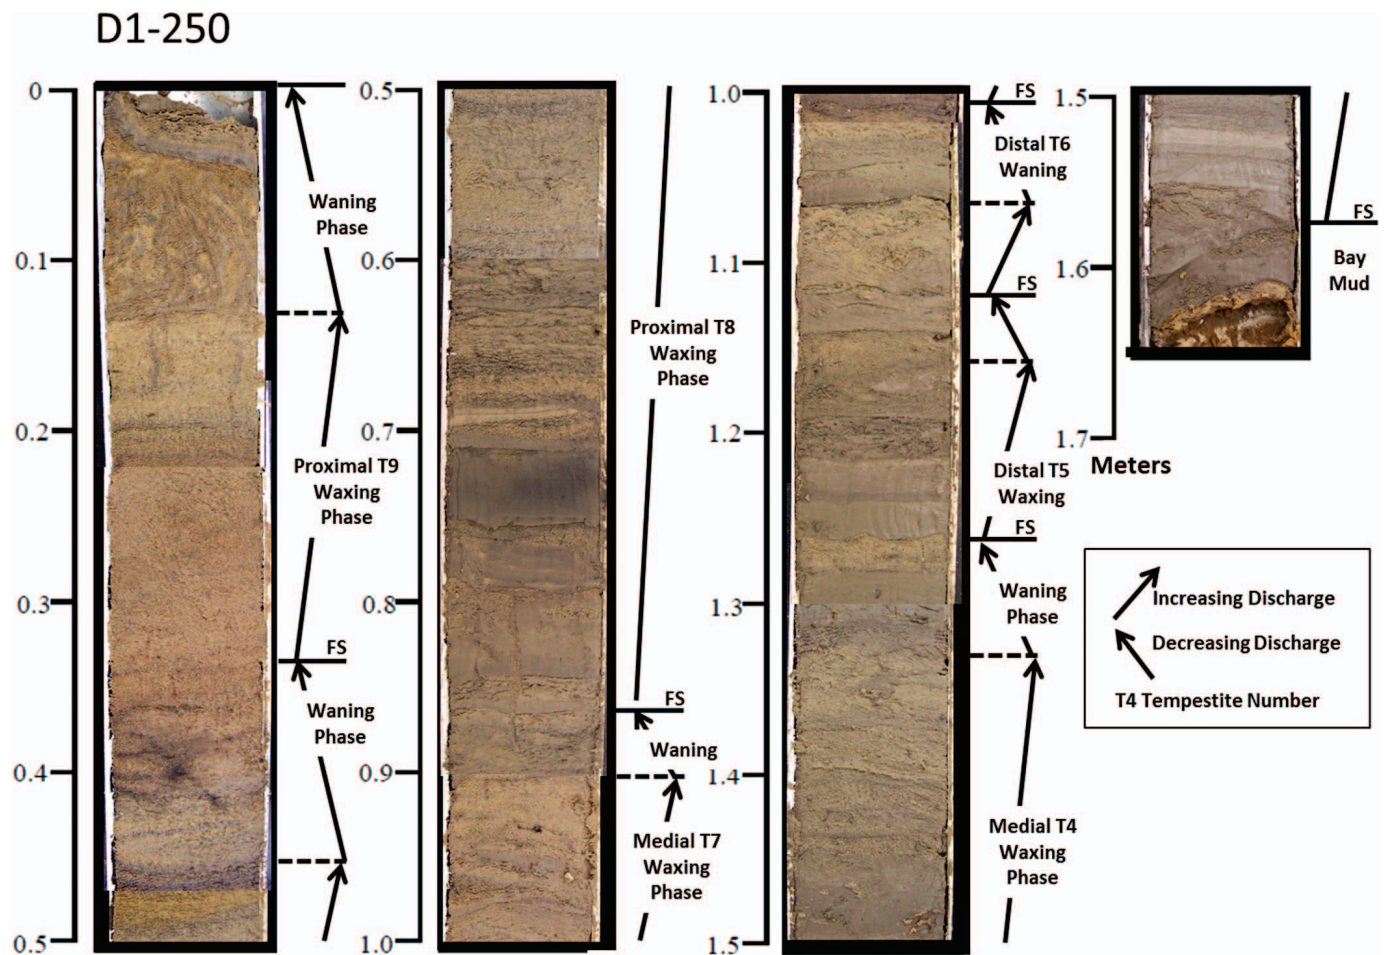 D1-250
0
0.1
0.2
0.3
0.4
0.5
Waning
Phase
Proximal T9
Waxing
Phase
FS
Waning
Phase
0.5
0.6
0.7
0.8
0.9
1.0
Proximal T8
Waxing
Phase
FS
Waning
Medial T7
Waxing
Phase
1.0
1.1
1.2
1.3
1.4
1.5
FS
Distal T6
Waning
FS
Distal T5
Waxing
FS
Waning
Phase
Medial T4
Waxing
Phase
1.5
1.6
1.7
Meters
FS
Bay
Mud
Increasing Discharge
Decreasing Discharge
T4 Tempestite Number